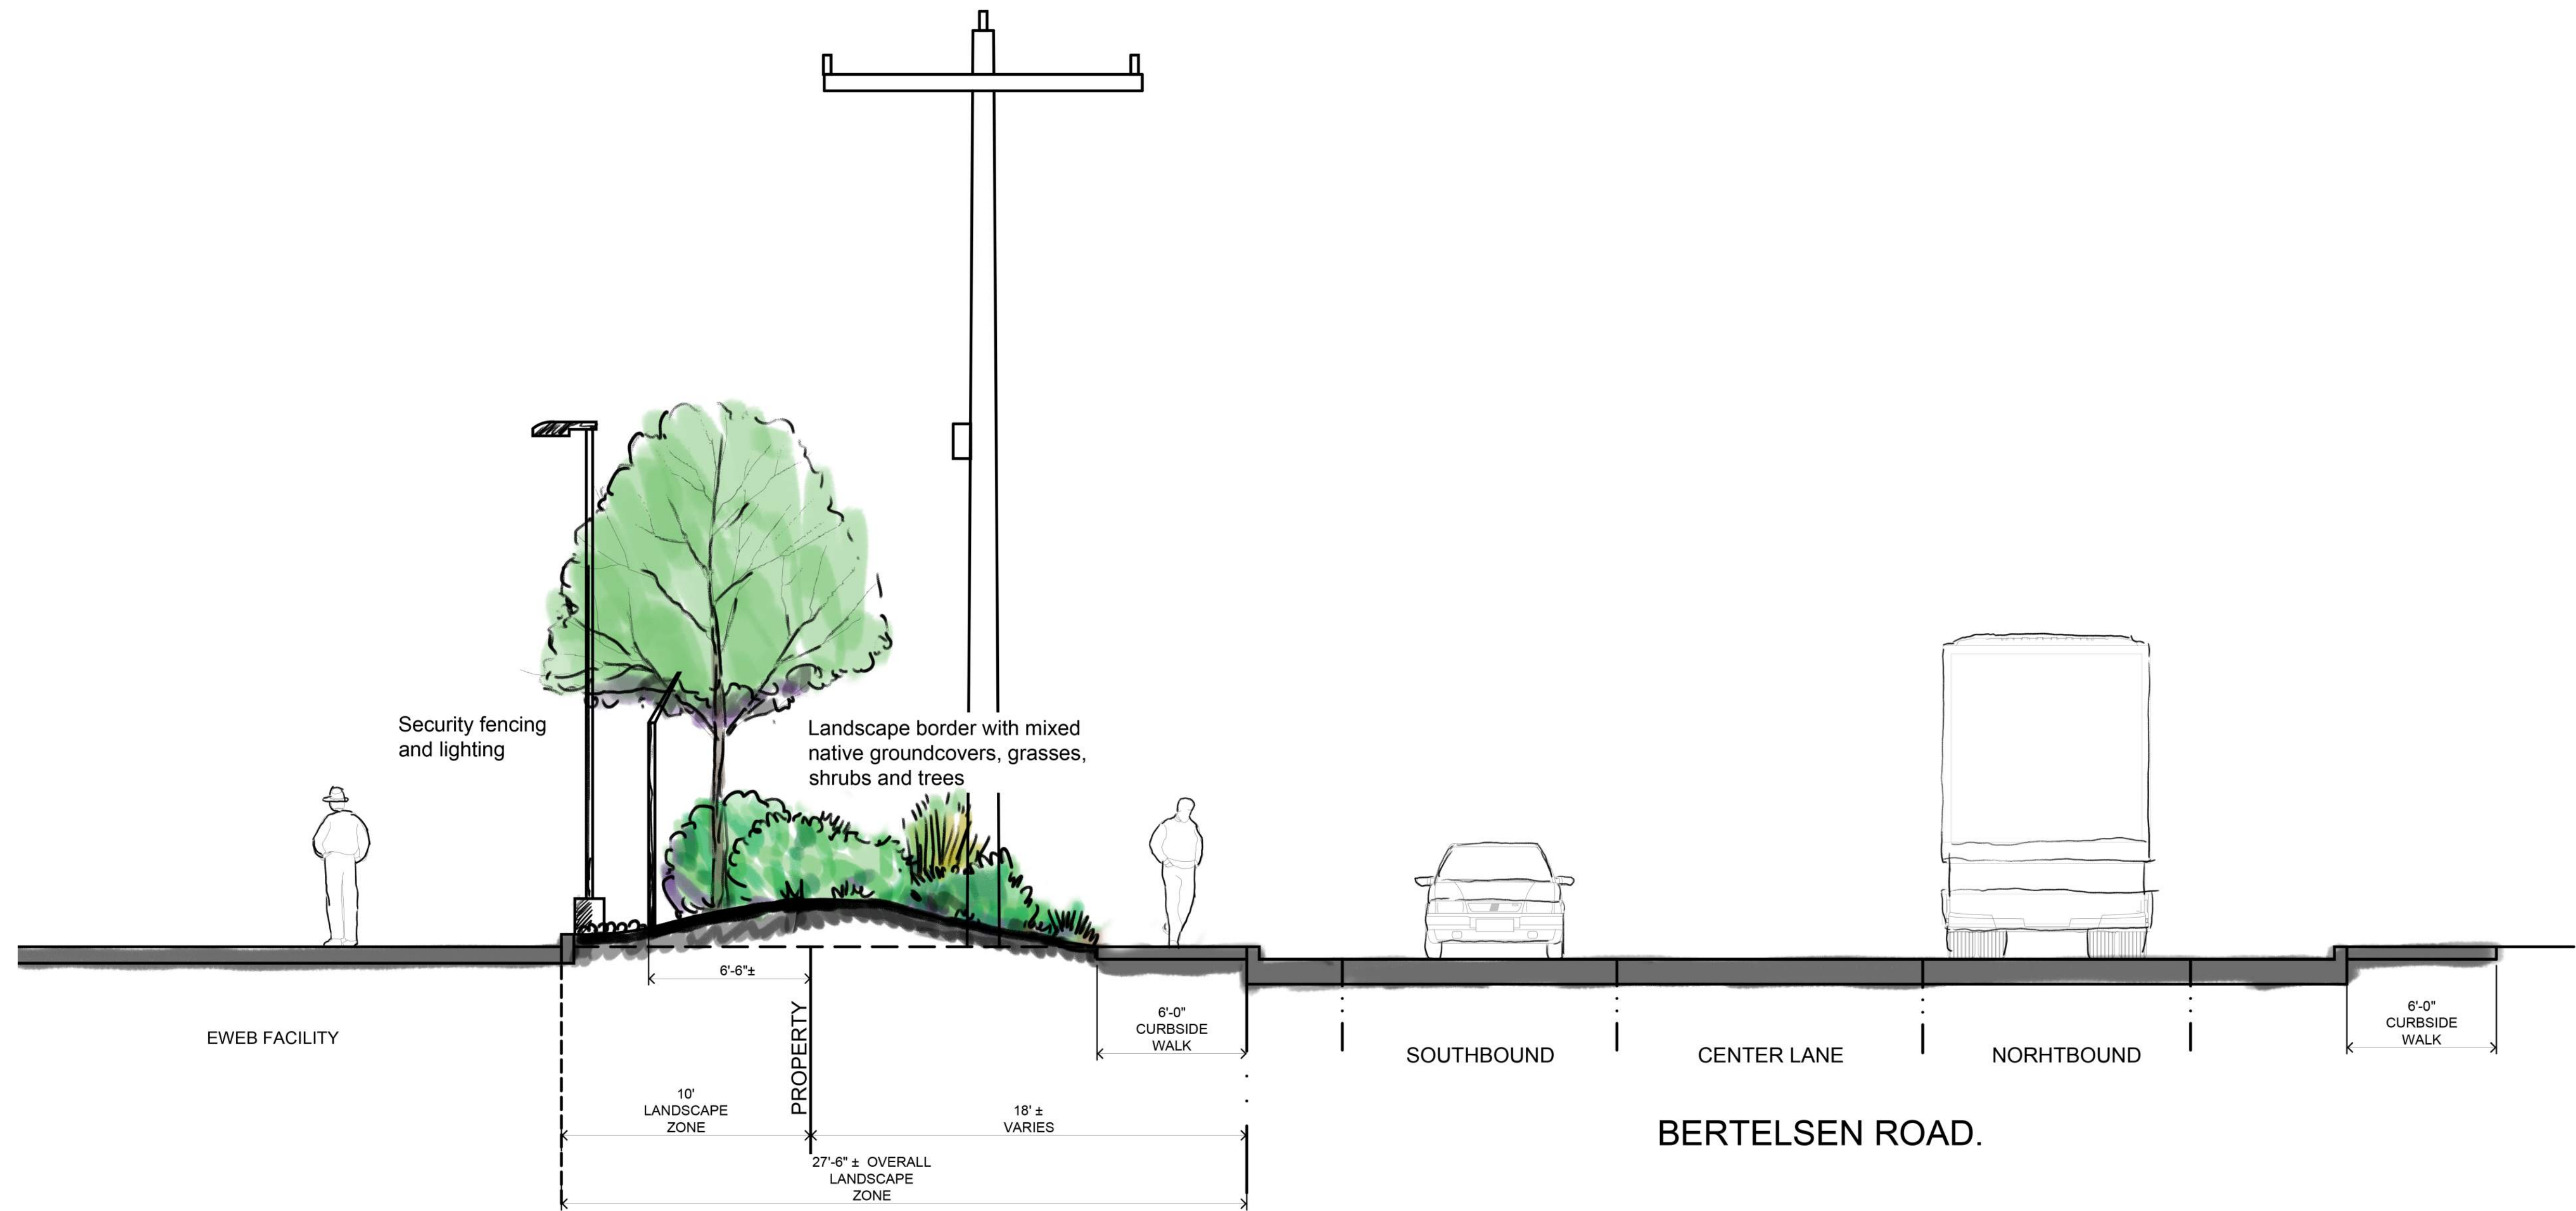 Security fencing
and lighting
Landscape border with mixed
native groundcovers, grasses,
shrubs and trees
6'-6"±
PROPERTY
EWEB FACILITY
6'-0"
CURBSIDE
WALK
SOUTHBOUND
CENTER LANE
NORHTBOUND
6'-0"
CURBSIDE
WALK
10'
LANDSCAPE
ZONE
18' ±
VARIES
BERTELSEN ROAD.
27'-6" ± OVERALL
LANDSCAPE
ZONE